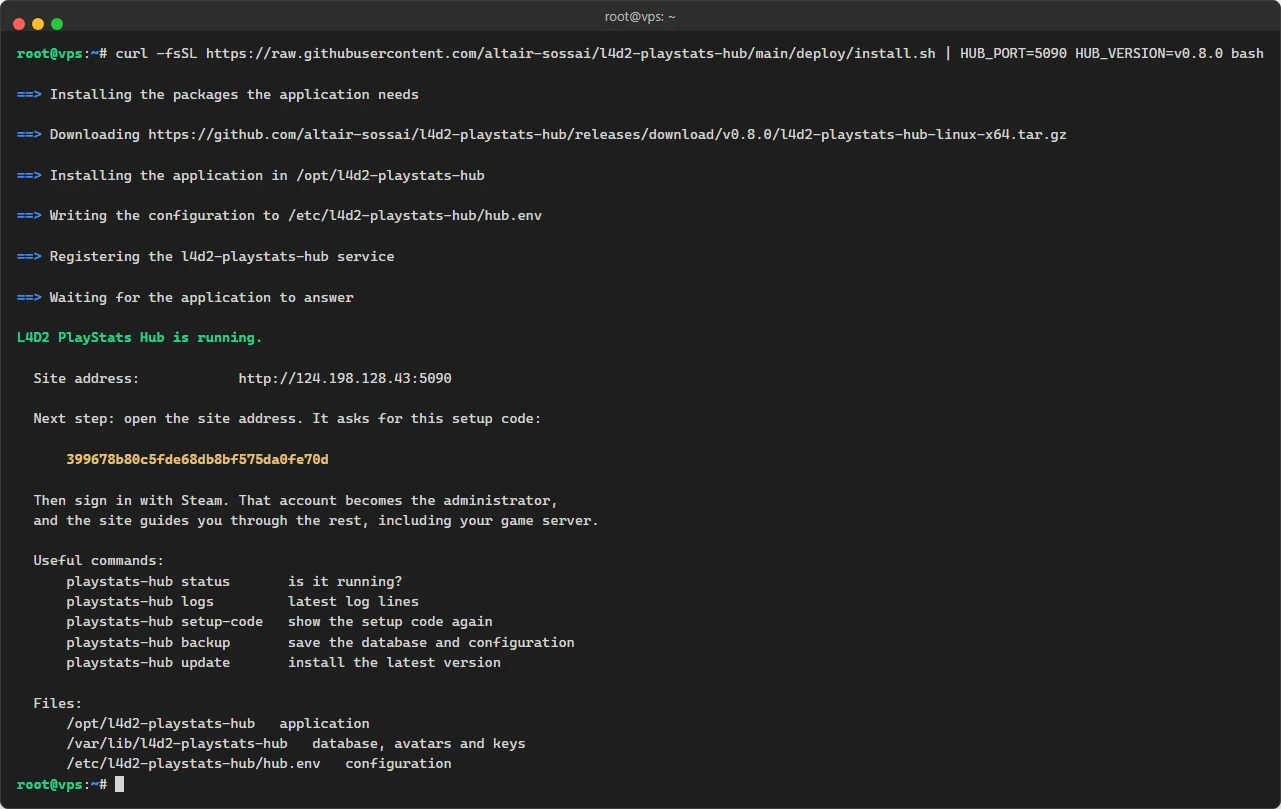 root@vps: ~
root@vps:~# curl -fsSL https://raw.githubusercontent.com/altair-sossai/l4d2-playstats-hub/main/deploy/install.sh | HUB_PORT=5090 HUB_VERSION=v0.8.0 bash
==> Installing the packages the application needs
==> Downloading https://github.com/altair-sossai/l4d2-playstats-hub/releases/download/v0.8.0/l4d2-playstats-hub-linux-x64.tar.gz
==> Installing the application in /opt/l4d2-playstats-hub
==> Writing the configuration to /etc/l4d2-playstats-hub/hub.env
==> Registering the l4d2-playstats-hub service
==> Waiting for the application to answer
L4D2 PlayStats Hub is running.
Site address: http://124.198.128.43:5090
Next step: open the site address. It asks for this setup code:
399678b80c5fde68db8bf575da0fe70d
Then sign in with Steam. That account becomes the administrator,
and the site guides you through the rest, including your game server.
Useful commands:
playstats-hub status is it running?
playstats-hub logs latest log lines
playstats-hub setup-code show the setup code again
playstats-hub backup save the database and configuration
playstats-hub update install the latest version
Files:
/opt/l4d2-playstats-hub application
/var/lib/l4d2-playstats-hub database, avatars and keys
/etc/l4d2-playstats-hub/hub.env configuration
root@vps:~#